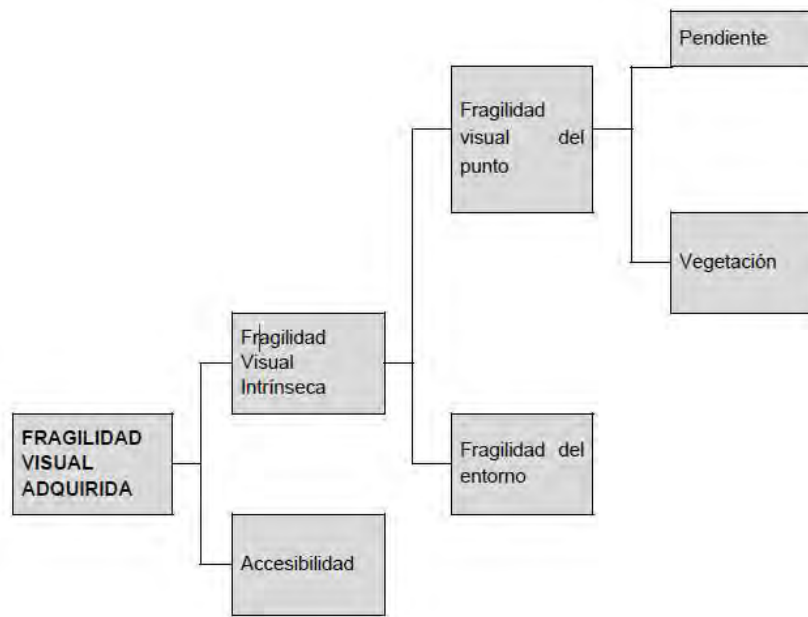 Pendiente
Fragilidad
visual del
punto
Vegetación
Fragilidad
Visual
Intrínseca
FRAGILIDAD
VISUAL
ADQUIRIDA
Fragilidad del
entorno
Accesibilidad